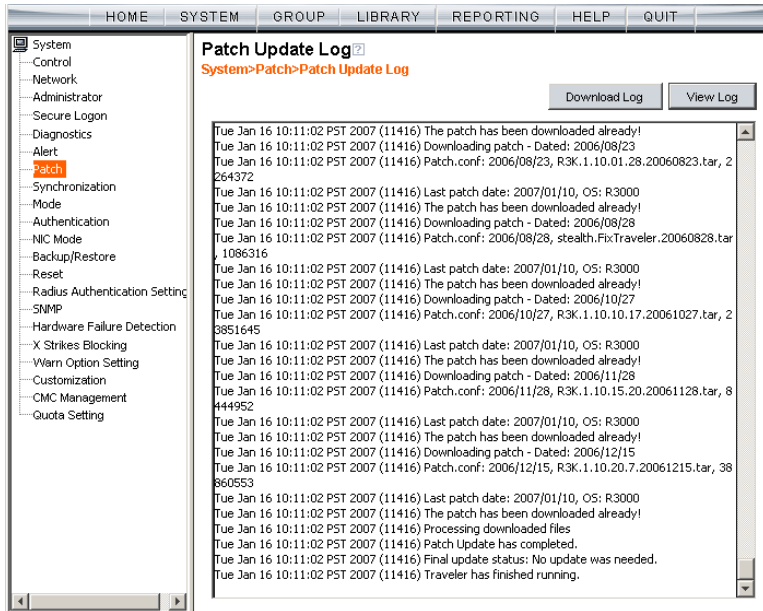 HOME SYSTEM GROUP LIBRARY REPORTING HELP QUIT
System
Control
Network
Administrator
Secure Logon
Diagnostics
Alert
Patch
Synchronization
Mode
Authentication
NIC Mode
Backup/Restore
Reset
Radius Authentication Setting
SNMP
Hardware Failure Detection
X Strikes Blocking
Warn Option Setting
Customization
CMC Management
Quota Setting
Patch Update Log ?
System>Patch>Patch Update Log
Download Log View Log
Tue Jan 16 10:11:02 PST 2007 (11416) The patch has been downloaded already!
Tue Jan 16 10:11:02 PST 2007 (11416) Downloading patch - Dated: 2006/08/23
Tue Jan 16 10:11:02 PST 2007 (11416) Patch.conf: 2006/08/23, R3K.1.10.01.28.20060823.tar, 2
264372
Tue Jan 16 10:11:02 PST 2007 (11416) Last patch date: 2007/01/10, OS: R3000
Tue Jan 16 10:11:02 PST 2007 (11416) The patch has been downloaded already!
Tue Jan 16 10:11:02 PST 2007 (11416) Downloading patch - Dated: 2006/08/28
Tue Jan 16 10:11:02 PST 2007 (11416) Patch.conf: 2006/08/28, stealth.FixTraveler.20060828.tar
, 1086316
Tue Jan 16 10:11:02 PST 2007 (11416) Last patch date: 2007/01/10, OS: R3000
Tue Jan 16 10:11:02 PST 2007 (11416) The patch has been downloaded already!
Tue Jan 16 10:11:02 PST 2007 (11416) Downloading patch - Dated: 2006/10/27
Tue Jan 16 10:11:02 PST 2007 (11416) Patch.conf: 2006/10/27, R3K.1.10.10.17.20061027.tar, 2
3851645
Tue Jan 16 10:11:02 PST 2007 (11416) Last patch date: 2007/01/10, OS: R3000
Tue Jan 16 10:11:02 PST 2007 (11416) The patch has been downloaded already!
Tue Jan 16 10:11:02 PST 2007 (11416) Downloading patch - Dated: 2006/11/28
Tue Jan 16 10:11:02 PST 2007 (11416) Patch.conf: 2006/11/28, R3K.1.10.15.20.20061128.tar, 8
444952
Tue Jan 16 10:11:02 PST 2007 (11416) Last patch date: 2007/01/10, OS: R3000
Tue Jan 16 10:11:02 PST 2007 (11416) The patch has been downloaded already!
Tue Jan 16 10:11:02 PST 2007 (11416) Downloading patch - Dated: 2006/12/15
Tue Jan 16 10:11:02 PST 2007 (11416) Patch.conf: 2006/12/15, R3K.1.10.20.7.20061215.tar, 38
860553
Tue Jan 16 10:11:02 PST 2007 (11416) Last patch date: 2007/01/10, OS: R3000
Tue Jan 16 10:11:02 PST 2007 (11416) The patch has been downloaded already!
Tue Jan 16 10:11:02 PST 2007 (11416) Processing downloaded files
Tue Jan 16 10:11:02 PST 2007 (11416) Patch Update has completed.
Tue Jan 16 10:11:02 PST 2007 (11416) Final update status: No update was needed.
Tue Jan 16 10:11:02 PST 2007 (11416) Traveler has finished running.